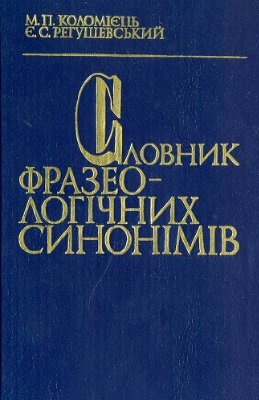 М. П. КОЛОМІЄЦЬ
Є. С. РЕГУШЕВСЬКИЙ
СЛОВНИК
ФРАЗЕО-
ЛОГІЧНИХ
СИНОНІМІВ